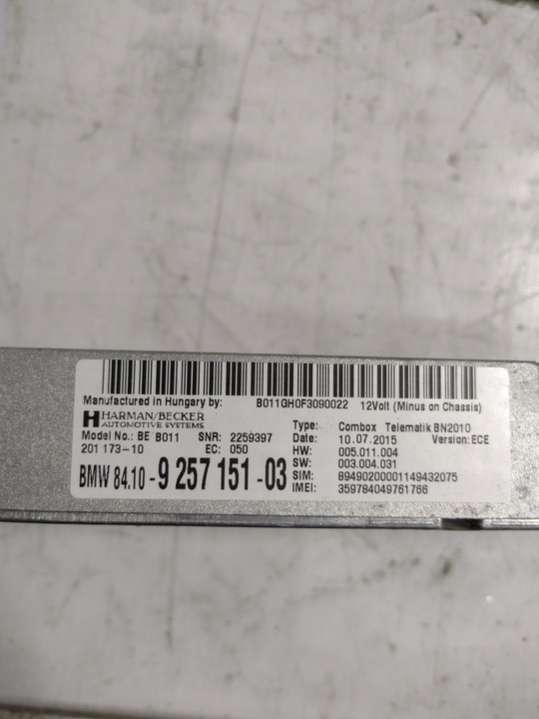 Manufactured in Hungary by: B011GH0F3090022 12Volt (Minus on Chassis)
HARMAN/BECKER
AUTOMOTIVE SYSTEMS
Type: Combox Telematik BN2010
Model No.: BE B011 SNR: 2259397 Date: 10.07.2015 Version: ECE
201 173-10 EC: 050 HW: 005.011.004
SW: 003.004.031
BMW 84.10 -9 257 151 -03 SIM: 89490200001149432075
IMEI: 359784049761766